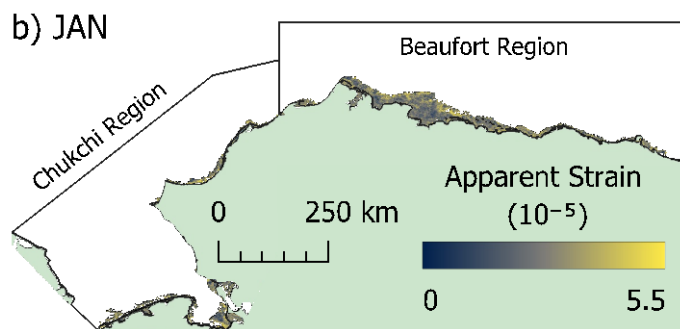 b) JAN
Beaufort Region
Chukchi Region
Apparent Strain
(10⁻⁵)
0 250 km
0 5.5